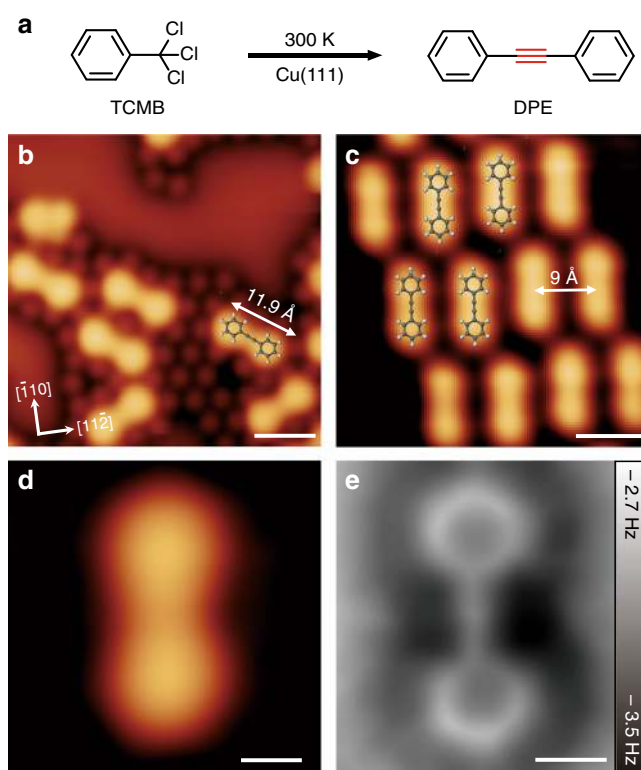 a
Cl
Cl
Cl
300 K
Cu(111)
TCMB
DPE
b
11.9 Å
[1̄10]
[112̄]
c
9 Å
d
e
– 2.7 Hz
– 3.5 Hz